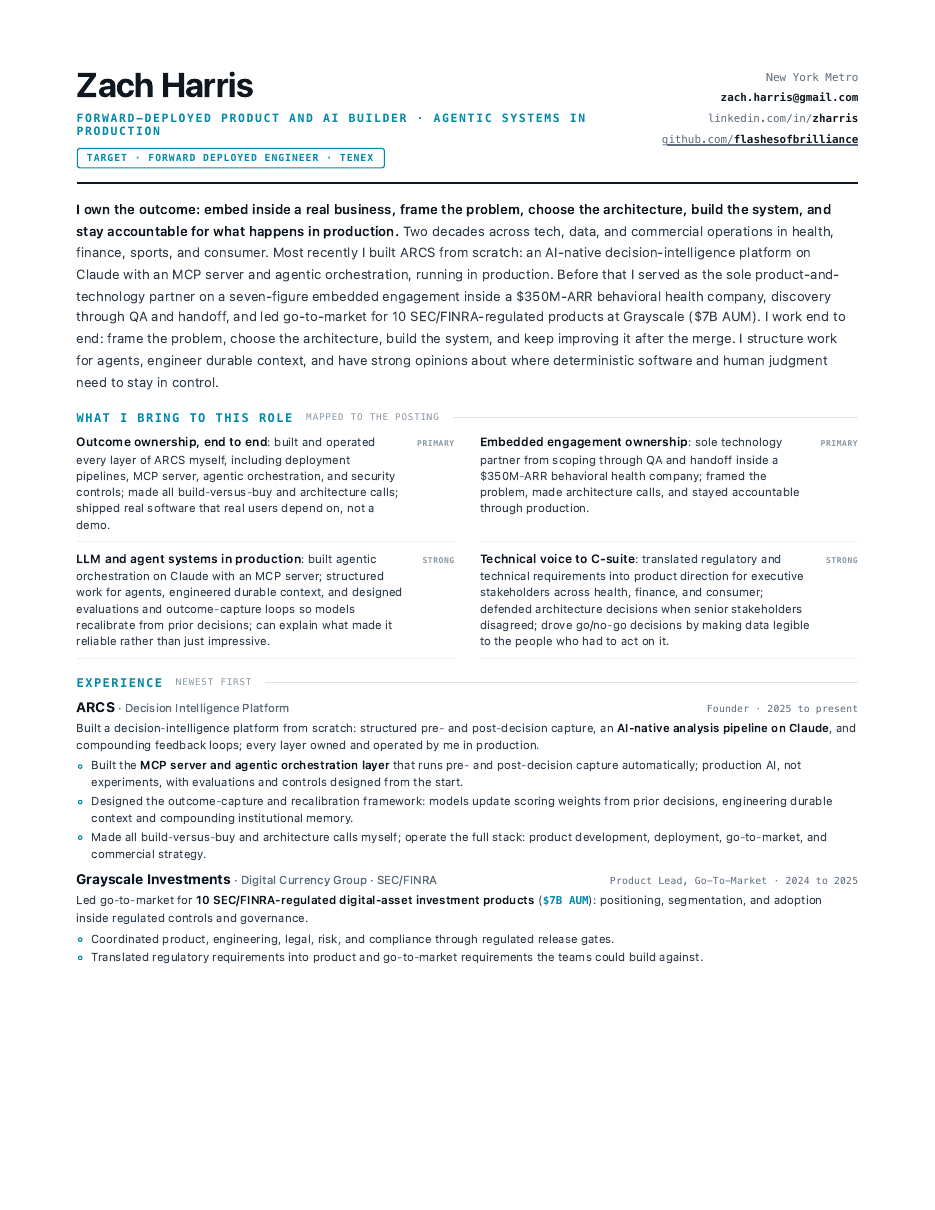 Zach Harris
FORWARD-DEPLOYED PRODUCT AND AI BUILDER · AGENTIC SYSTEMS IN
PRODUCTION
TARGET · FORWARD DEPLOYED ENGINEER · TENEX
New York Metro
zach.harris@gmail.com
linkedin.com/in/zharris
github.com/flashesofbrilliance
I own the outcome: embed inside a real business, frame the problem, choose the architecture, build the system, and
stay accountable for what happens in production. Two decades across tech, data, and commercial operations in health,
finance, sports, and consumer. Most recently I built ARCS from scratch: an AI-native decision-intelligence platform on
Claude with an MCP server and agentic orchestration, running in production. Before that I served as the sole product-and-
technology partner on a seven-figure embedded engagement inside a $350M-ARR behavioral health company, discovery
through QA and handoff, and led go-to-market for 10 SEC/FINRA-regulated products at Grayscale ($7B AUM). I work end to
end: frame the problem, choose the architecture, build the system, and keep improving it after the merge. I structure work
for agents, engineer durable context, and have strong opinions about where deterministic software and human judgment
need to stay in control.
WHAT I BRING TO THIS ROLE MAPPED TO THE POSTING
Outcome ownership, end to end: built and operated PRIMARY
every layer of ARCS myself, including deployment
pipelines, MCP server, agentic orchestration, and security
controls; made all build-versus-buy and architecture calls;
shipped real software that real users depend on, not a
demo.
Embedded engagement ownership: sole technology PRIMARY
partner from scoping through QA and handoff inside a
$350M-ARR behavioral health company; framed the
problem, made architecture calls, and stayed accountable
through production.
LLM and agent systems in production: built agentic STRONG
orchestration on Claude with an MCP server; structured
work for agents, engineered durable context, and designed
evaluations and outcome-capture loops so models
recalibrate from prior decisions; can explain what made it
reliable rather than just impressive.
Technical voice to C-suite: translated regulatory and STRONG
technical requirements into product direction for executive
stakeholders across health, finance, and consumer;
defended architecture decisions when senior stakeholders
disagreed; drove go/no-go decisions by making data legible
to the people who had to act on it.
EXPERIENCE NEWEST FIRST
ARCS · Decision Intelligence Platform Founder · 2025 to present
Built a decision-intelligence platform from scratch: structured pre- and post-decision capture, an AI-native analysis pipeline on Claude, and
compounding feedback loops; every layer owned and operated by me in production.
Built the MCP server and agentic orchestration layer that runs pre- and post-decision capture automatically; production AI, not
experiments, with evaluations and controls designed from the start.
Designed the outcome-capture and recalibration framework: models update scoring weights from prior decisions, engineering durable
context and compounding institutional memory.
Made all build-versus-buy and architecture calls myself; operate the full stack: product development, deployment, go-to-market, and
commercial strategy.
Grayscale Investments · Digital Currency Group · SEC/FINRA Product Lead, Go-To-Market · 2024 to 2025
Led go-to-market for 10 SEC/FINRA-regulated digital-asset investment products ($7B AUM): positioning, segmentation, and adoption
inside regulated controls and governance.
Coordinated product, engineering, legal, risk, and compliance through regulated release gates.
Translated regulatory requirements into product and go-to-market requirements the teams could build against.